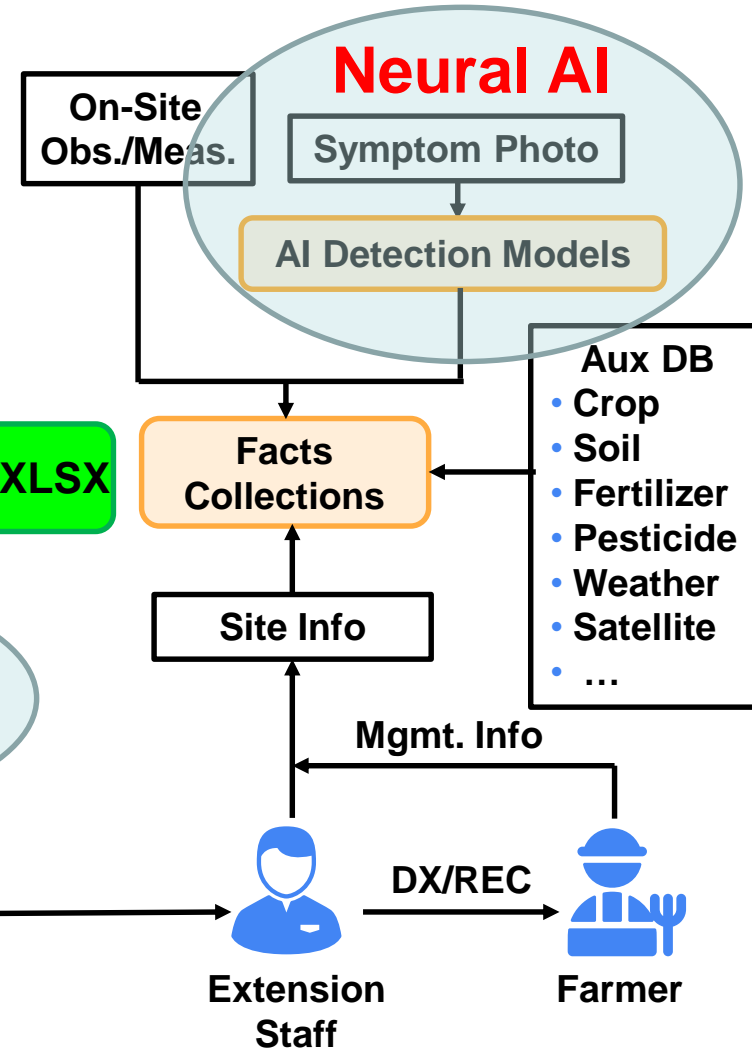 Neural AI
On-Site
Obs./Meas.
Symptom Photo
AI Detection Models
Aux DB
• Crop
• Soil
• Fertilizer
• Pesticide
• Weather
• Satellite
• …
XLSX
Facts
Collections
Site Info
Mgmt. Info
DX/REC
Extension
Staff
Farmer